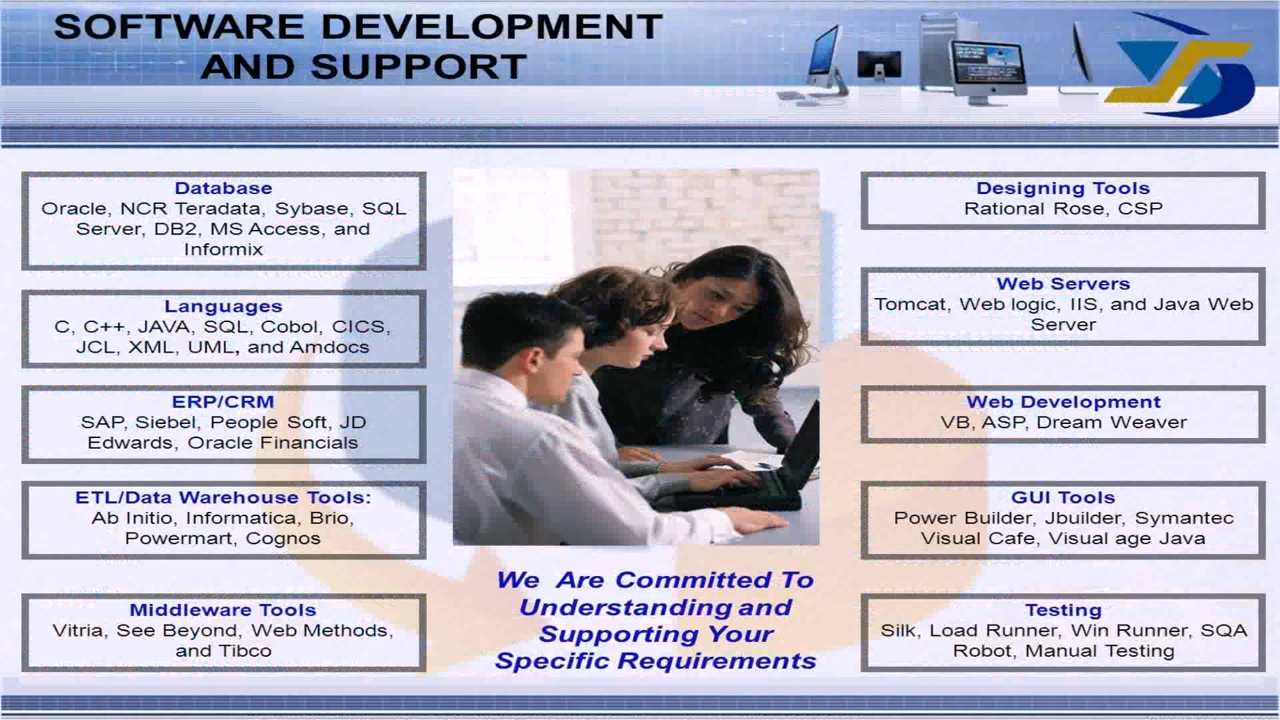 SOFTWARE DEVELOPMENT
AND SUPPORT
Database
Oracle, NCR Teradata, Sybase, SQL
Server, DB2, MS Access, and
Informix
Languages
C, C++, JAVA, SQL, Cobol, CICS,
JCL, XML, UML, and Amdocs
ERP/CRM
SAP, Siebel, People Soft, JD
Edwards, Oracle Financials
ETL/Data Warehouse Tools:
Ab Initio, Informatica, Brio,
Powermart, Cognos
Middleware Tools
Vitria, See Beyond, Web Methods,
and Tibco
We Are Committed To
Understanding and
Supporting Your
Specific Requirements
Designing Tools
Rational Rose, CSP
Web Servers
Tomcat, Web logic, IIS, and Java Web
Server
Web Development
VB, ASP, Dream Weaver
GUI Tools
Power Builder, Jbuilder, Symantec
Visual Cafe, Visual age Java
Testing
Silk, Load Runner, Win Runner, SQA
Robot, Manual Testing